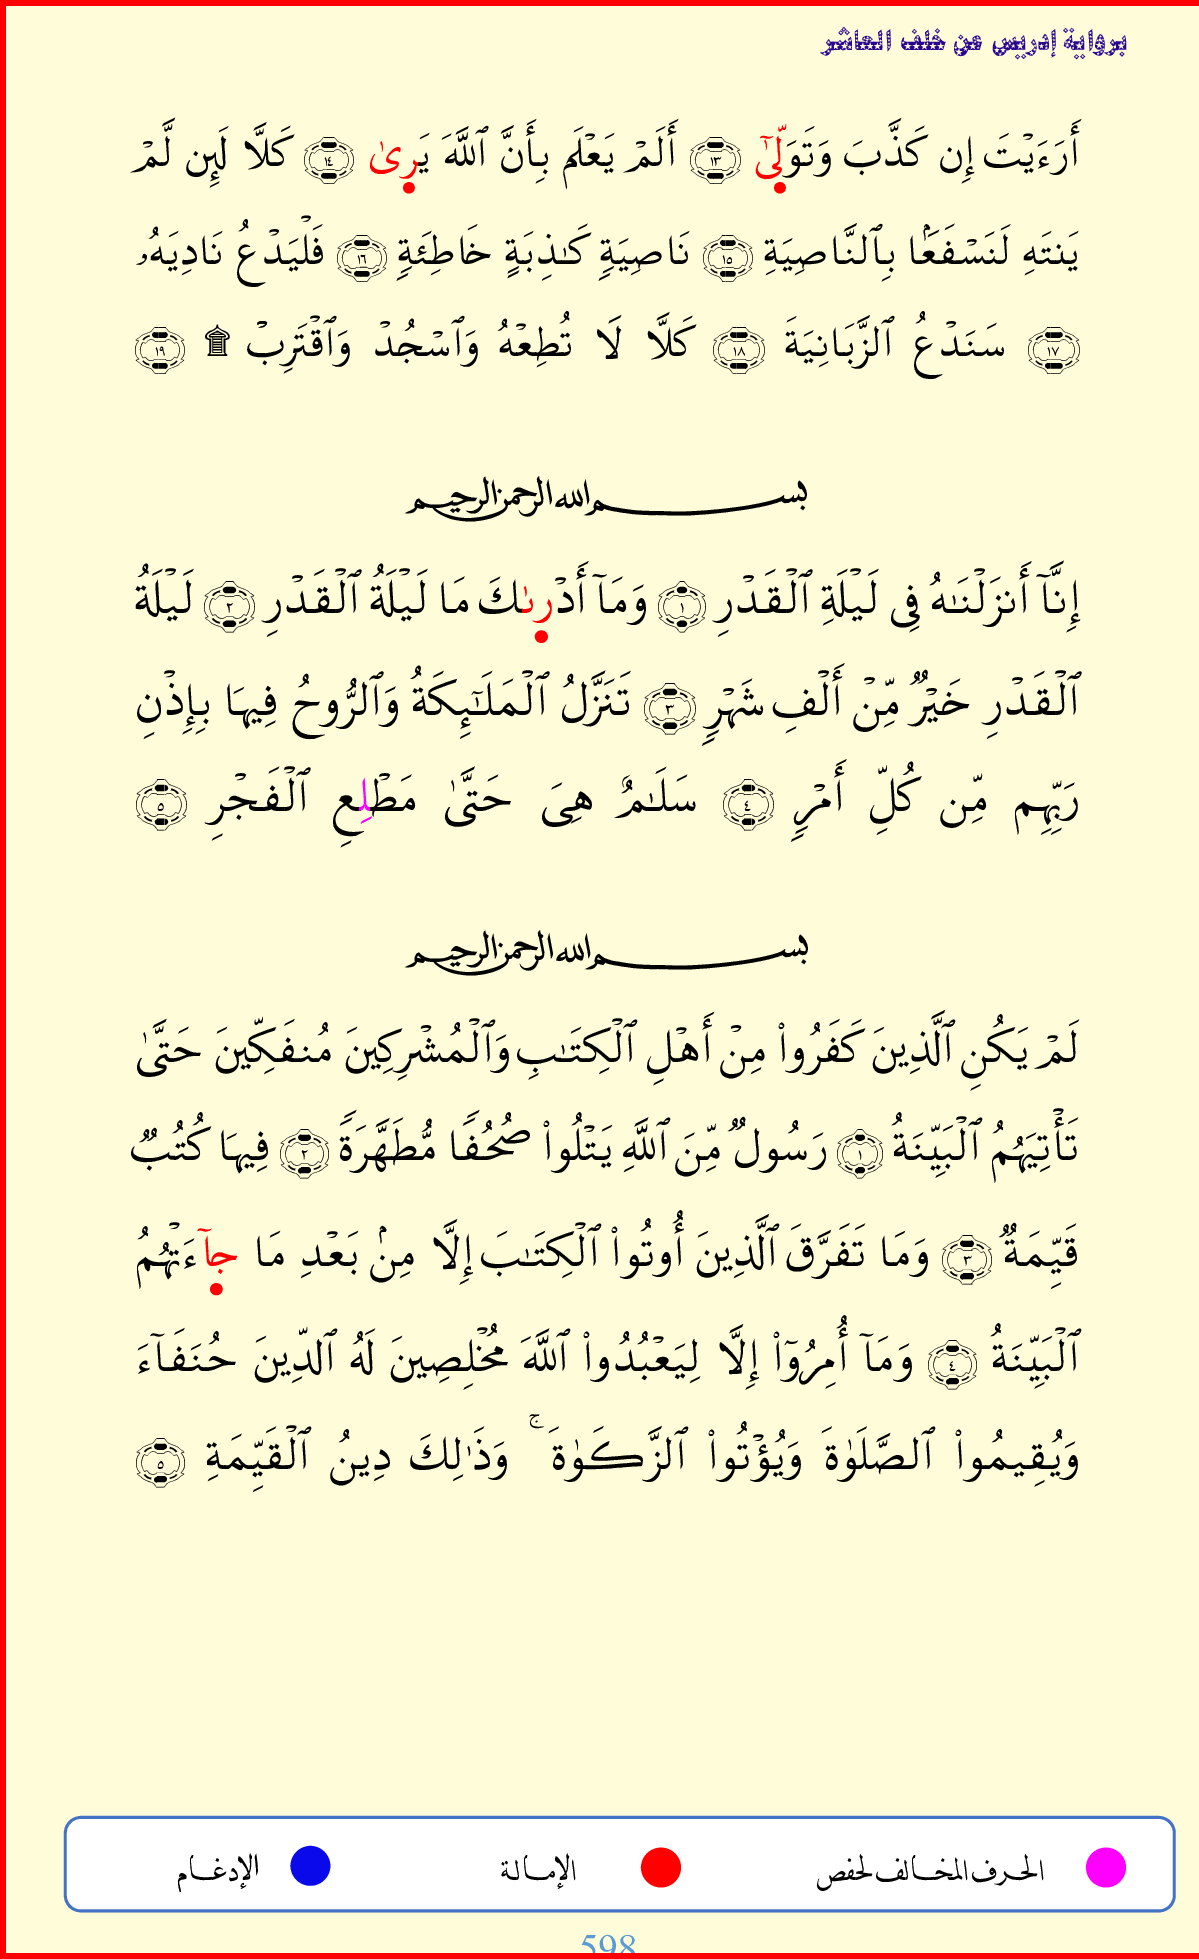 برواية إدريس عن خلف العاشر
أَرَءَيْتَ إِن كَذَّبَ وَتَوَلِّىٰٓ ١٣ أَلَمْ يَعْلَم بِأَنَّ ٱللَّهَ يَرِىٰ ١٤ كَلَّا لَئِن لَّمْ
يَنتَهِ لَنَسْفَعَۢا بِٱلنَّاصِيَةِ ١٥ نَاصِيَةٍ كَـٰذِبَةٍ خَاطِئَةٍ ١٦ فَلْيَدْعُ نَادِيَهُۥ
١٧ سَنَدْعُ ٱلزَّبَانِيَةَ ١٨ كَلَّا لَا تُطِعْهُ وَٱسْجُدْ وَٱقْتَرِب ۩ ١٩
بسم الله الرحمن الرحيم
إِنَّآ أَنزَلْنَـٰهُ فِى لَيْلَةِ ٱلْقَدْرِ ١ وَمَآ أَدْرِىٰكَ مَا لَيْلَةُ ٱلْقَدْرِ ٢ لَيْلَةُ
ٱلْقَدْرِ خَيْرٌ مِّنْ أَلْفِ شَهْرٍ ٣ تَنَزَّلُ ٱلْمَلَـٰٓئِكَةُ وَٱلرُّوحُ فِيهَا بِإِذْنِ
رَبِّهِم مِّن كُلِّ أَمْرٍ ٤ سَلَـٰمٌ هِىَ حَتَّىٰ مَطْلِعِ ٱلْفَجْرِ ٥
بسم الله الرحمن الرحيم
لَمْ يَكُنِ ٱلَّذِينَ كَفَرُوا۟ مِنْ أَهْلِ ٱلْكِتَـٰبِ وَٱلْمُشْرِكِينَ مُنفَكِّينَ حَتَّىٰ
تَأْتِيَهُمُ ٱلْبَيِّنَةُ ١ رَسُولٌ مِّنَ ٱللَّهِ يَتْلُوا۟ صُحُفًا مُّطَهَّرَةً ٢ فِيهَا كُتُبٌ
قَيِّمَةٌ ٣ وَمَا تَفَرَّقَ ٱلَّذِينَ أُوتُوا۟ ٱلْكِتَـٰبَ إِلَّا مِنۢ بَعْدِ مَا جِآءَتْهُمُ
ٱلْبَيِّنَةُ ٤ وَمَآ أُمِرُوٓا۟ إِلَّا لِيَعْبُدُوا۟ ٱللَّهَ مُخْلِصِينَ لَهُ ٱلدِّينَ حُنَفَآءَ
وَيُقِيمُوا۟ ٱلصَّلَوٰةَ وَيُؤْتُوا۟ ٱلزَّكَوٰةَ ۚ وَذَٰلِكَ دِينُ ٱلْقَيِّمَةِ ٥
الحرف المخالف لحفص الإمالة الإدغام
598